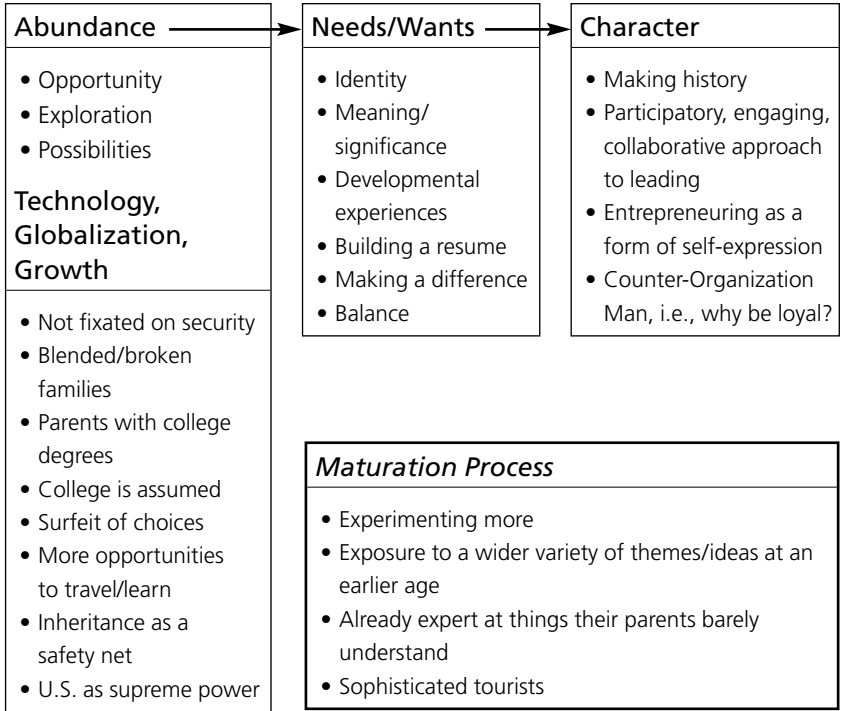 Abundance
• Opportunity
• Exploration
• Possibilities
Technology,
Globalization,
Growth
• Not fixated on security
• Blended/broken
families
• Parents with college
degrees
• College is assumed
• Surfeit of choices
• More opportunities
to travel/learn
• Inheritance as a
safety net
• U.S. as supreme power
Needs/Wants
• Identity
• Meaning/
significance
• Developmental
experiences
• Building a resume
• Making a difference
• Balance
Character
• Making history
• Participatory, engaging,
collaborative approach
to leading
• Entrepreneuring as a
form of self-expression
• Counter-Organization
Man, i.e., why be loyal?
Maturation Process
• Experimenting more
• Exposure to a wider variety of themes/ideas at an
earlier age
• Already expert at things their parents barely
understand
• Sophisticated tourists